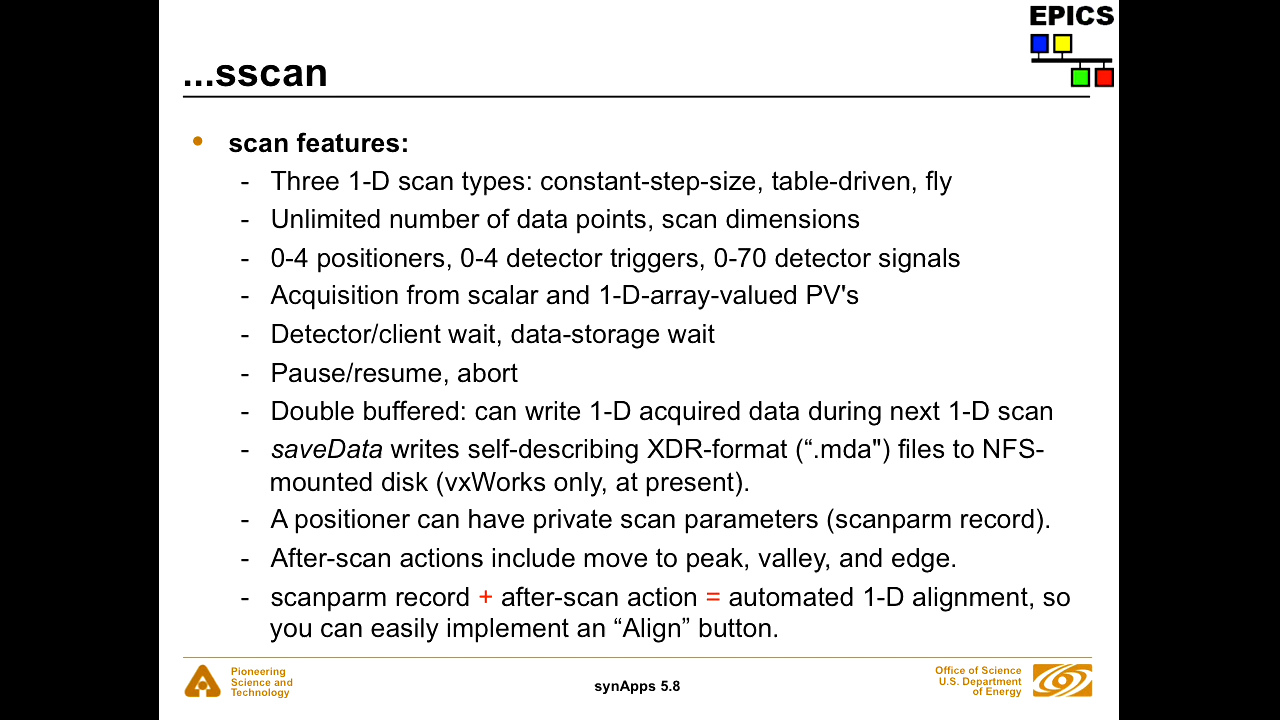 EPICS
...sscan
• scan features:
- Three 1-D scan types: constant-step-size, table-driven, fly
- Unlimited number of data points, scan dimensions
- 0-4 positioners, 0-4 detector triggers, 0-70 detector signals
- Acquisition from scalar and 1-D-array-valued PV's
- Detector/client wait, data-storage wait
- Pause/resume, abort
- Double buffered: can write 1-D acquired data during next 1-D scan
- saveData writes self-describing XDR-format (“.mda") files to NFS-
mounted disk (vxWorks only, at present).
- A positioner can have private scan parameters (scanparm record).
- After-scan actions include move to peak, valley, and edge.
- scanparm record + after-scan action = automated 1-D alignment, so
you can easily implement an “Align” button.
Pioneering
Science and
Technology
synApps 5.8
Office of Science
U.S. Department
of Energy